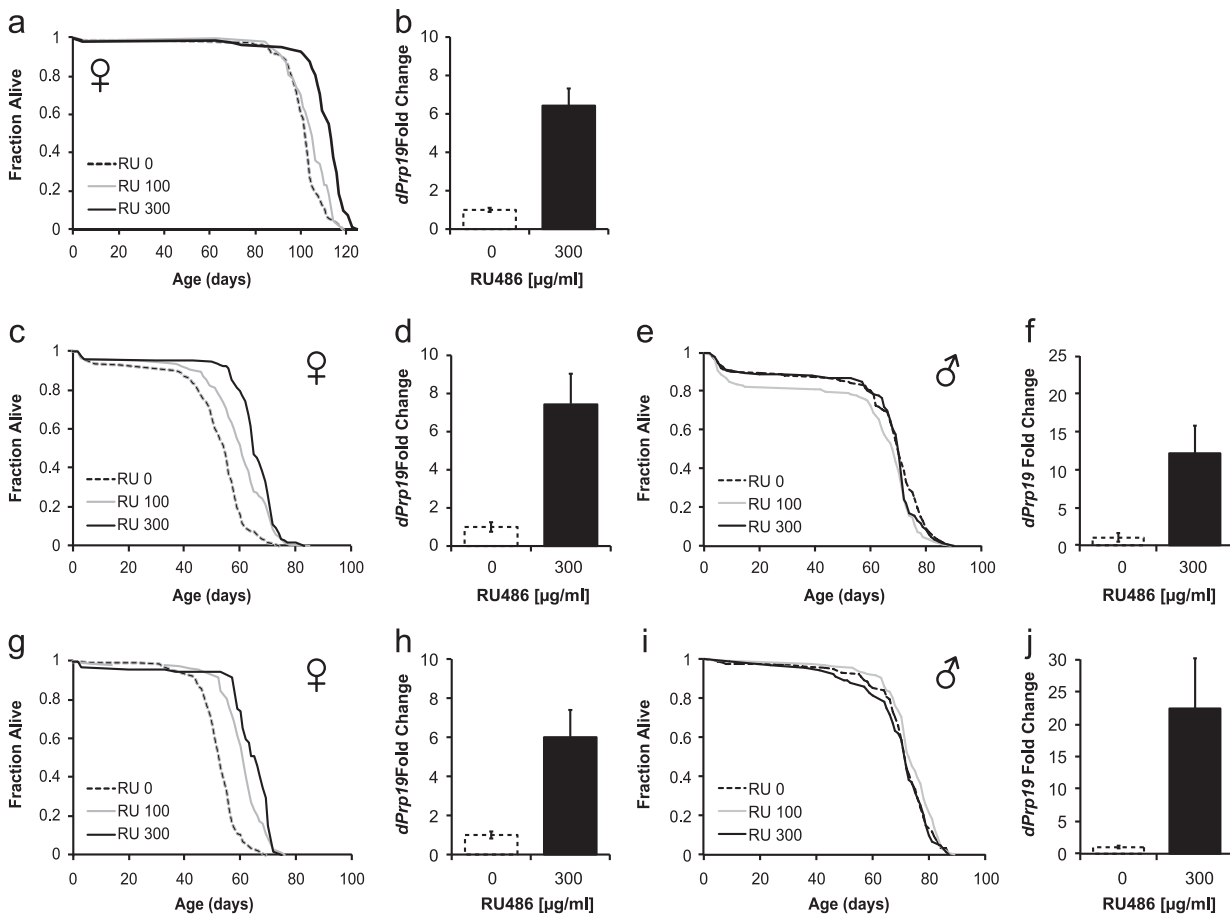 a
1
0.8
0.6
0.4
0.2
0
Fraction Alive
♀
RU 0
RU 100
RU 300
0 20 40 60 80 100 120
Age (days)
b
10
8
6
4
2
0
dPrp19Fold Change
0 300
RU486 [µg/ml]
c
1
0.8
0.6
0.4
0.2
0
Fraction Alive
♀
RU 0
RU 100
RU 300
0 20 40 60 80 100
Age (days)
d
10
8
6
4
2
0
dPrp19Fold Change
0 300
RU486 [µg/ml]
e
1
0.8
0.6
0.4
0.2
0
Fraction Alive
♂
RU 0
RU 100
RU 300
0 20 40 60 80 100
Age (days)
f
25
20
15
10
5
0
dPrp19 Fold Change
0 300
RU486 [µg/ml]
g
1
0.8
0.6
0.4
0.2
0
Fraction Alive
♀
RU 0
RU 100
RU 300
0 20 40 60 80 100
Age (days)
h
10
8
6
4
2
0
dPrp19Fold Change
0 300
RU486 [µg/ml]
i
1
0.8
0.6
0.4
0.2
0
Fraction Alive
♂
RU 0
RU 100
RU 300
0 20 40 60 80 100
Age (days)
j
30
25
20
15
10
5
0
dPrp19 Fold Change
0 300
RU486 [µg/ml]